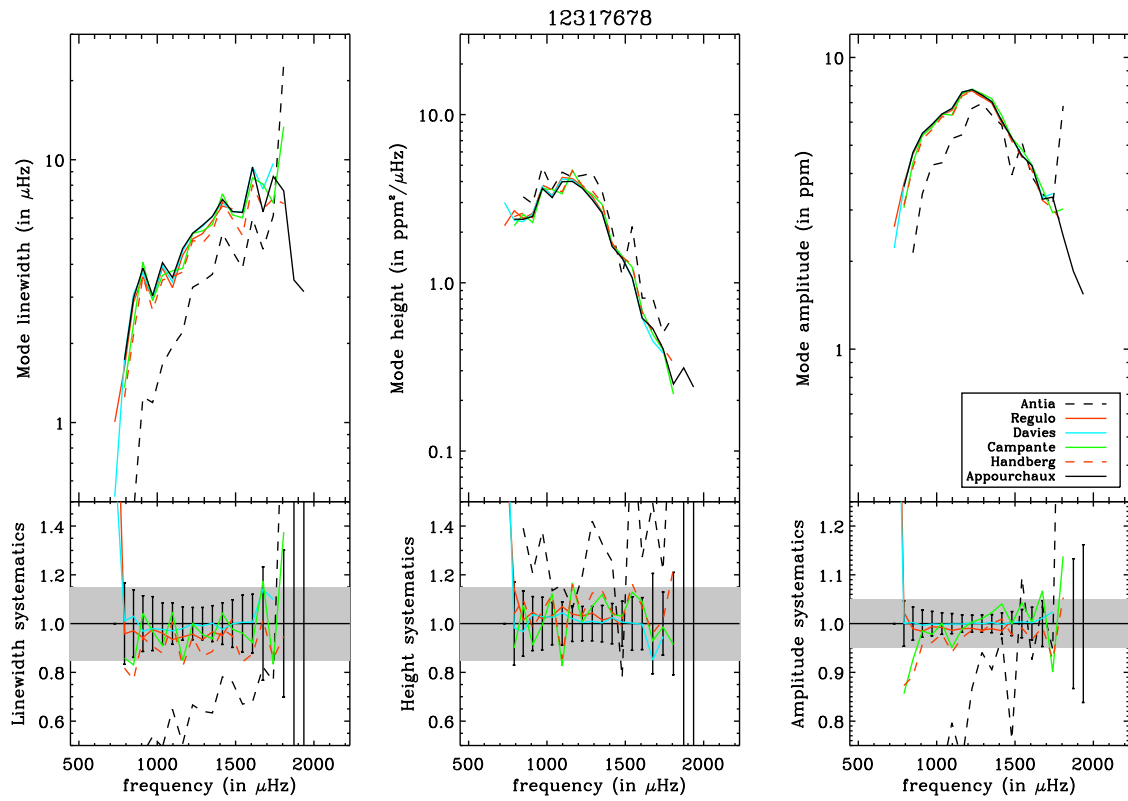 12317678
Mode linewidth (in μHz)
10
1
Mode height (in ppm²/μHz)
10.0
1.0
0.1
Mode amplitude (in ppm)
10
1
Antia
Regulo
Davies
Campante
Handberg
Appourchaux
Linewidth systematics
1.4
1.2
1.0
0.8
0.6
500 1000 1500 2000
frequency (in μHz)
Height systematics
1.4
1.2
1.0
0.8
0.6
500 1000 1500 2000
frequency (in μHz)
Amplitude systematics
1.2
1.1
1.0
0.9
0.8
500 1000 1500 2000
frequency (in μHz)